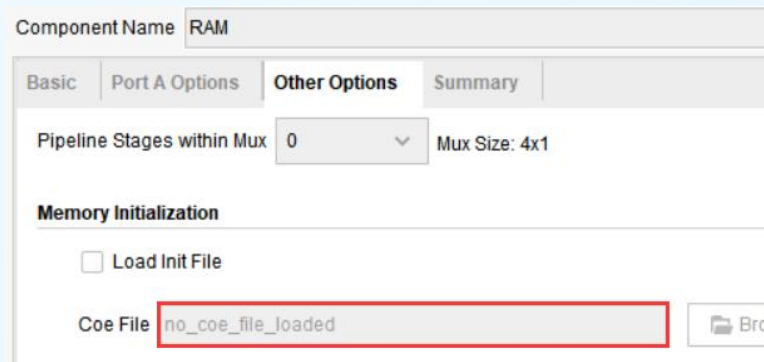 Component Name RAM
Basic Port A Options Other Options Summary
Pipeline Stages within Mux 0 Mux Size: 4x1
Memory Initialization
Load Init File
Coe File no_coe_file_loaded